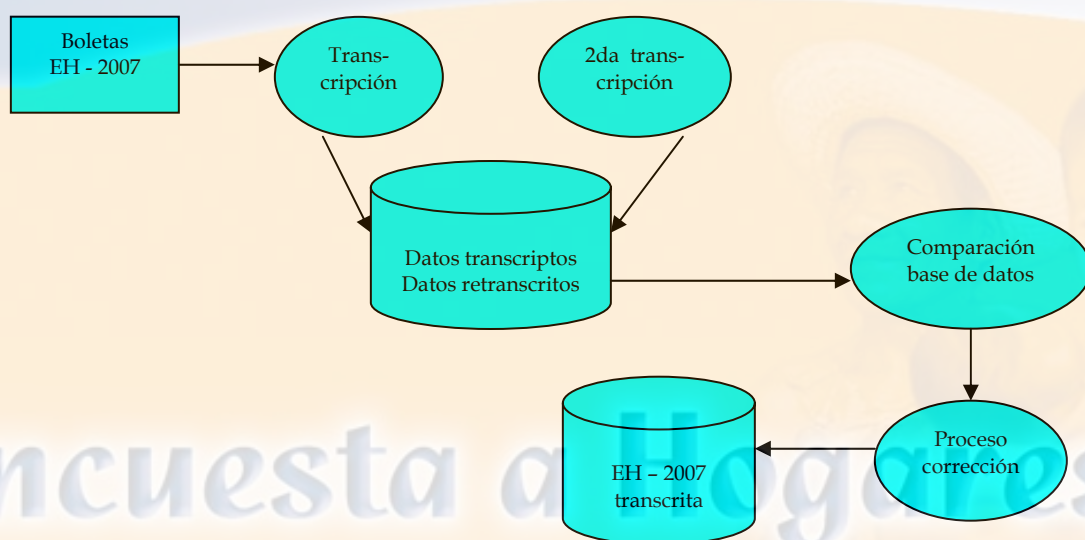 Boletas
EH - 2007
Trans-
cripción
2da trans-
cripción
Datos transcriptos
Datos retranscritos
Comparación
base de datos
Proceso
corrección
EH – 2007
transcrita
ncuesta a Hogares